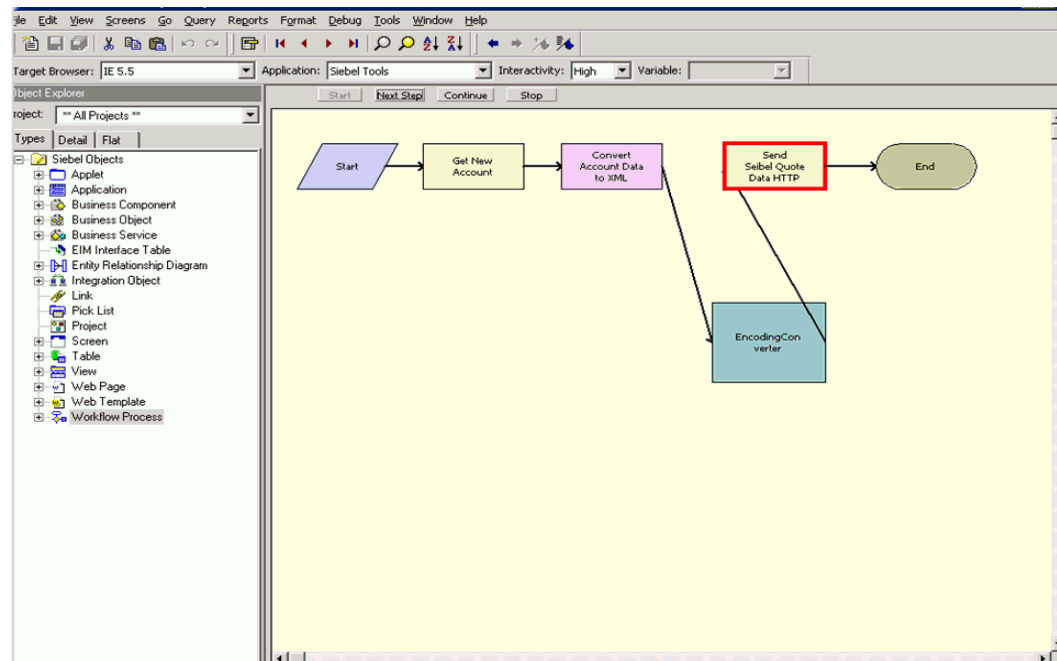 ile Edit View Screens Go Query Reports Format Debug Tools Window Help
Target Browser: IE 5.5 Application: Siebel Tools Interactivity: High Variable:
Object Explorer
roject: ** All Projects **
Start Next Step Continue Stop
Types Detail Flat
Siebel Objects
Applet
Application
Business Component
Business Object
Business Service
EIM Interface Table
Entity Relationship Diagram
Integration Object
Link
Pick List
Project
Screen
Table
View
Web Page
Web Template
Workflow Process
Start
Get New
Account
Convert
Account Data
to XML
Send
Seibel Quote
Data HTTP
End
EncodingCon
verter